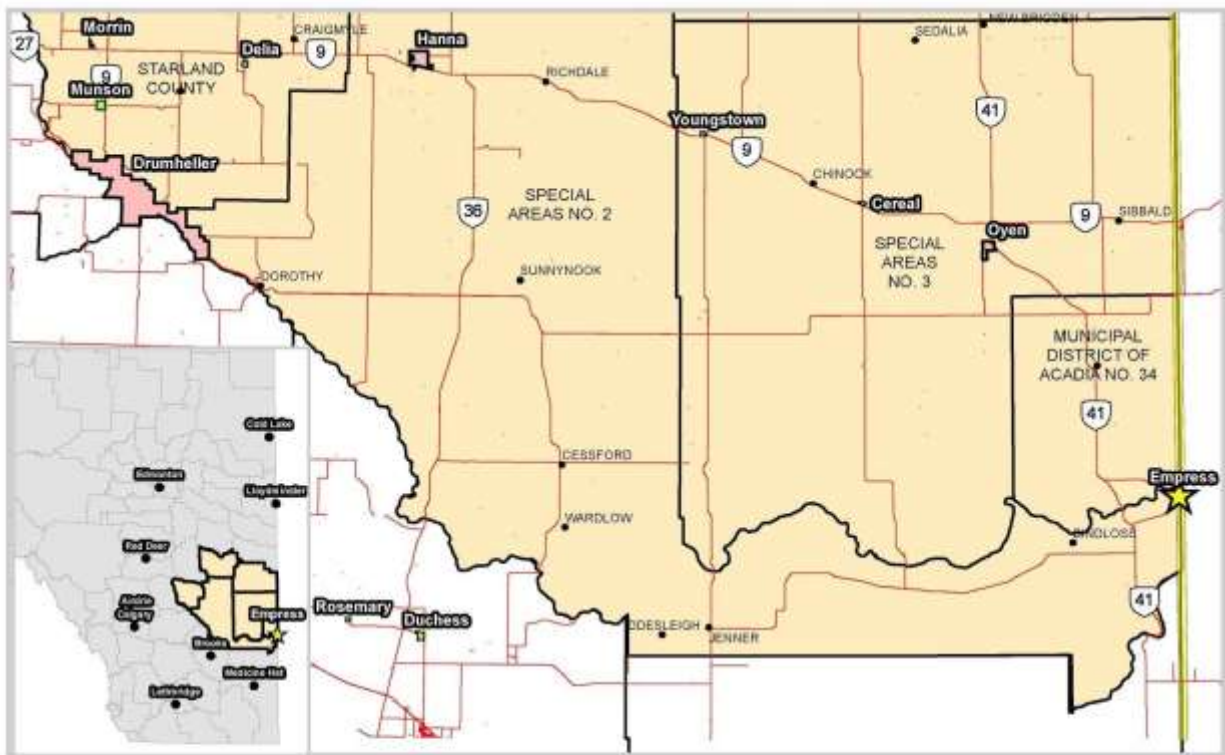 NEW BRIGDEN
Morrin
CRAIGMYLE
Hanna
SEDALIA
27
Delia
9
STARLAND
COUNTY
9
RICHDALE
Munson
41
Youngstown
9
Drumheller
CHINOOK
SPECIAL
AREAS NO. 2
36
Cereal
9
SIBBALD
Oyen
SPECIAL
AREAS
NO. 3
DOROTHY
SUNNYNOOK
MUNICIPAL
DISTRICT OF
ACADIA NO. 34
41
CESSFORD
Empress
WARDLOW
BINDLOSS
41
Rosemary
Duchess
JENNER
Cold Lake
Edmonton
Red Deer
Airdrie
Calgary
Empress
Brooks
Medicine Hat
Lethbridge